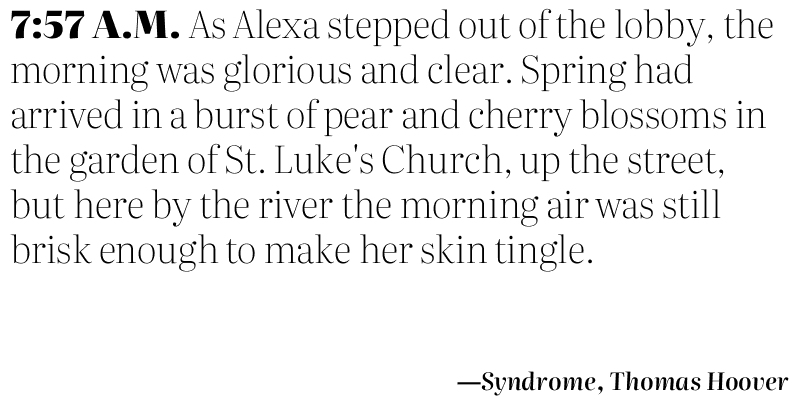 7:57 A.M. As Alexa stepped out of the lobby, the
morning was glorious and clear. Spring had
arrived in a burst of pear and cherry blossoms in
the garden of St. Luke's Church, up the street,
but here by the river the morning air was still
brisk enough to make her skin tingle.
—Syndrome, Thomas Hoover